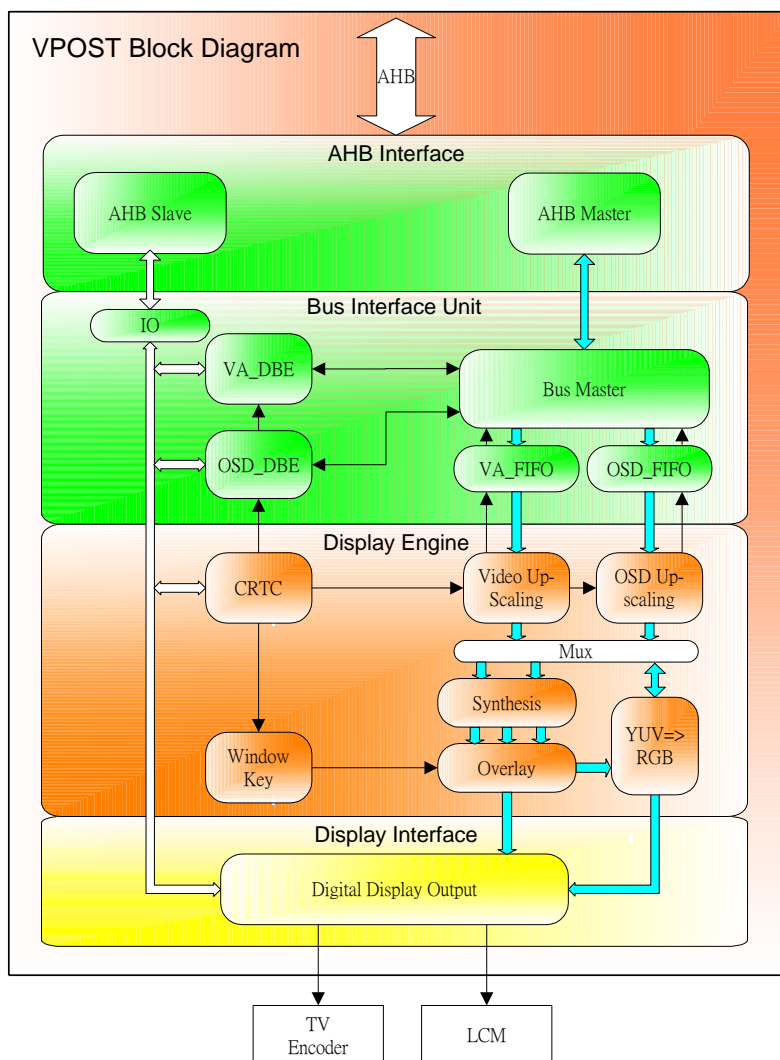 VPOST Block Diagram
AHB
AHB Interface
AHB Slave
AHB Master
Bus Interface Unit
IO
VA_DBE
Bus Master
OSD_DBE
VA_FIFO
OSD_FIFO
Display Engine
CRTC
Video Up-
Scaling
OSD Up-
scaling
Mux
Synthesis
Window
Key
Overlay
YUV=>
RGB
Display Interface
Digital Display Output
TV
Encoder
LCM